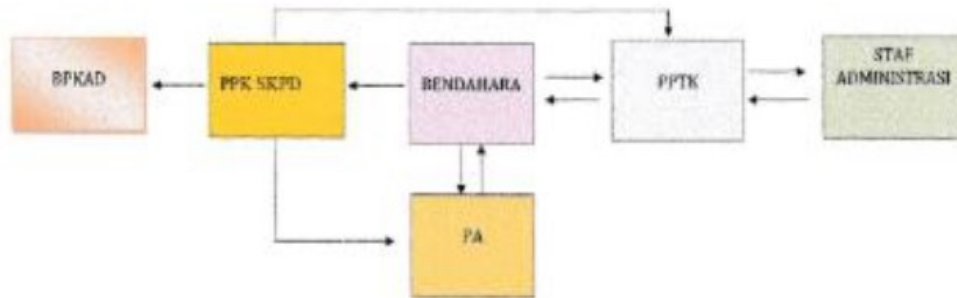 BPKAD
PPK SKPD
BENDAHARA
PPTK
STAF
ADMINISTRASI
PA